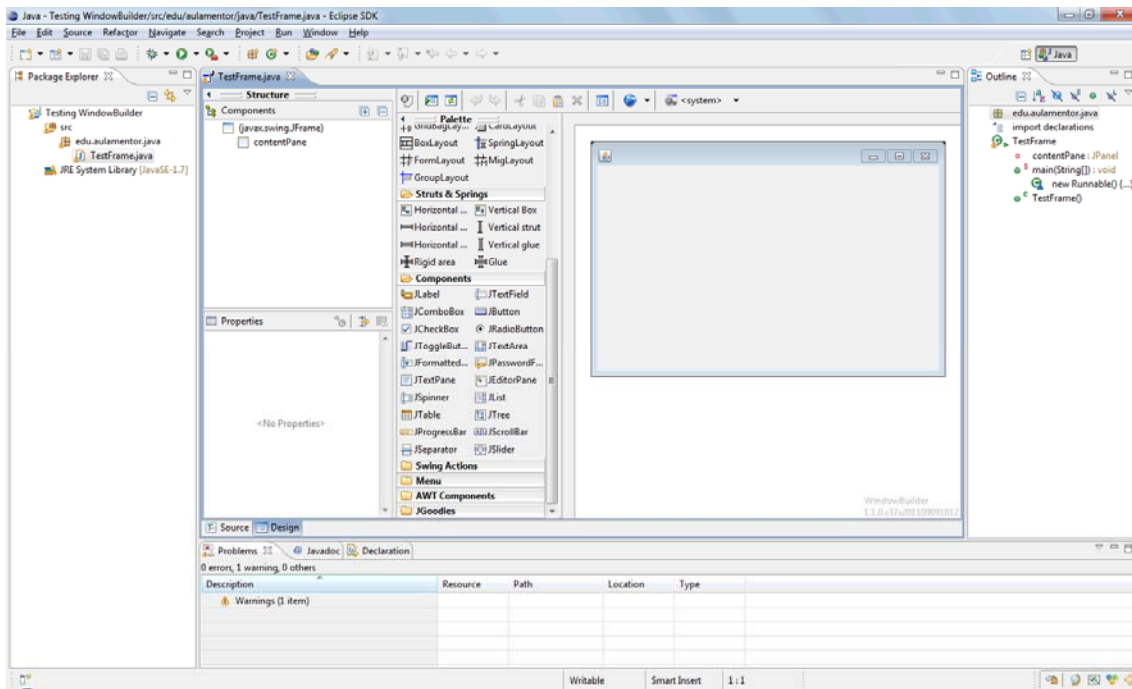 Java - Testing WindowBuilder/src/edu/aulamentor/java/TestFrame.java - Eclipse SDK
File Edit Source Refactor Navigate Search Project Run Window Help
Java
Package Explorer
Testing WindowBuilder
src
edu.aulamentor.java
TestFrame.java
JRE System Library [JavaSE-1.7]
TestFrame.java
Structure
Components
(javax.swing.JFrame)
contentPane
Properties
<No Properties>
<system>
Palette
GridBagLay... CardLayout
BoxLayout SpringLayout
FormLayout MigLayout
GroupLayout
Struts & Springs
Horizontal ... Vertical Box
Horizontal ... Vertical strut
Horizontal ... Vertical glue
Rigid area Glue
Components
JLabel JTextField
JComboBox JButton
JCheckBox JRadioButton
JToggleBut... JTextArea
JFormatted... JPasswordF...
JTextPane JEditorPane
JSpinner JList
JTable JTree
JProgressBar JScrollBar
JSeparator JSlider
Swing Actions
Menu
AWT Components
JGoodies
WindowBuilder
Source Design
Outline
edu.aulamentor.java
import declarations
TestFrame
contentPane : JPanel
main(String[]) : void
new Runnable() {...}
TestFrame()
Problems Javadoc Declaration
0 errors, 1 warning, 0 others
Description Resource Path Location Type
Warnings (1 item)
Writable Smart Insert 1 : 1